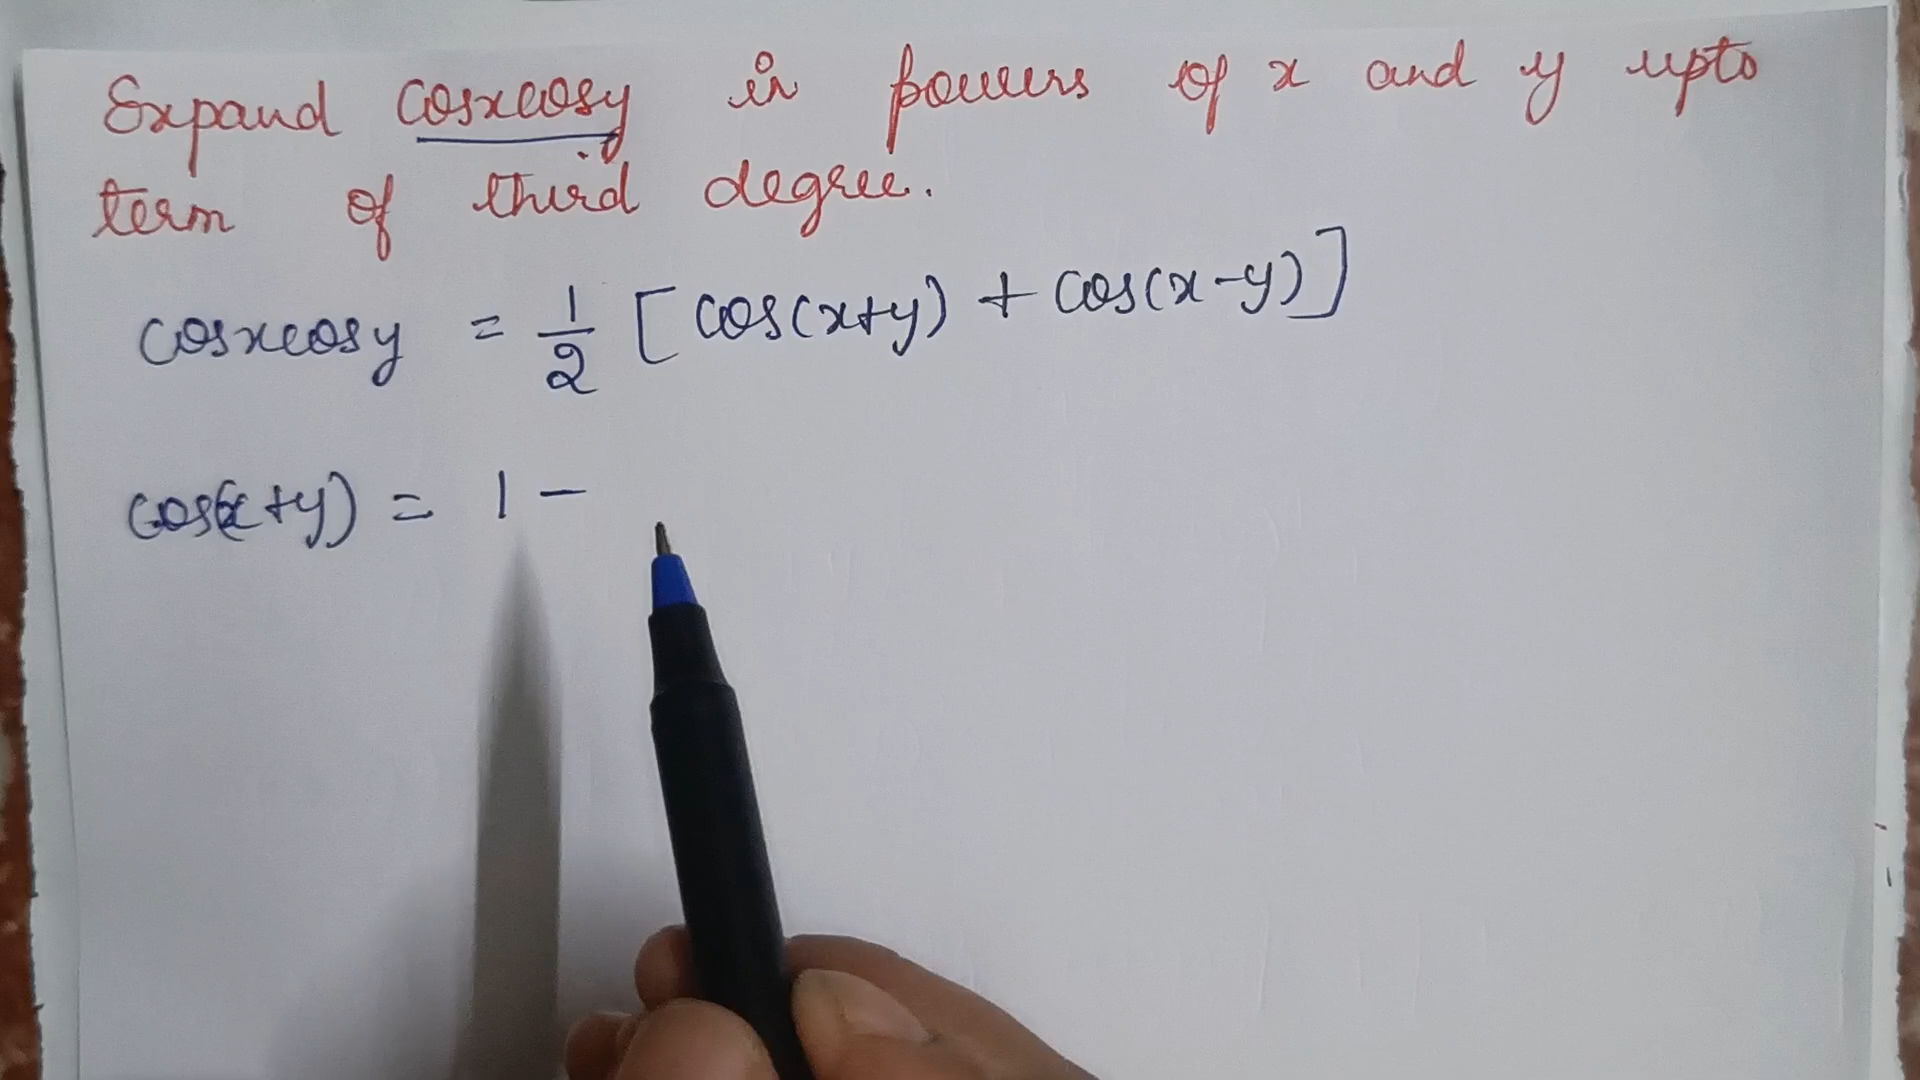 Expand cosxcosy in powers of x and y upto
term of third degree.
cosxcosy = 1/2 [cos(x+y) + cos(x-y)]
cos(x+y) = 1 -